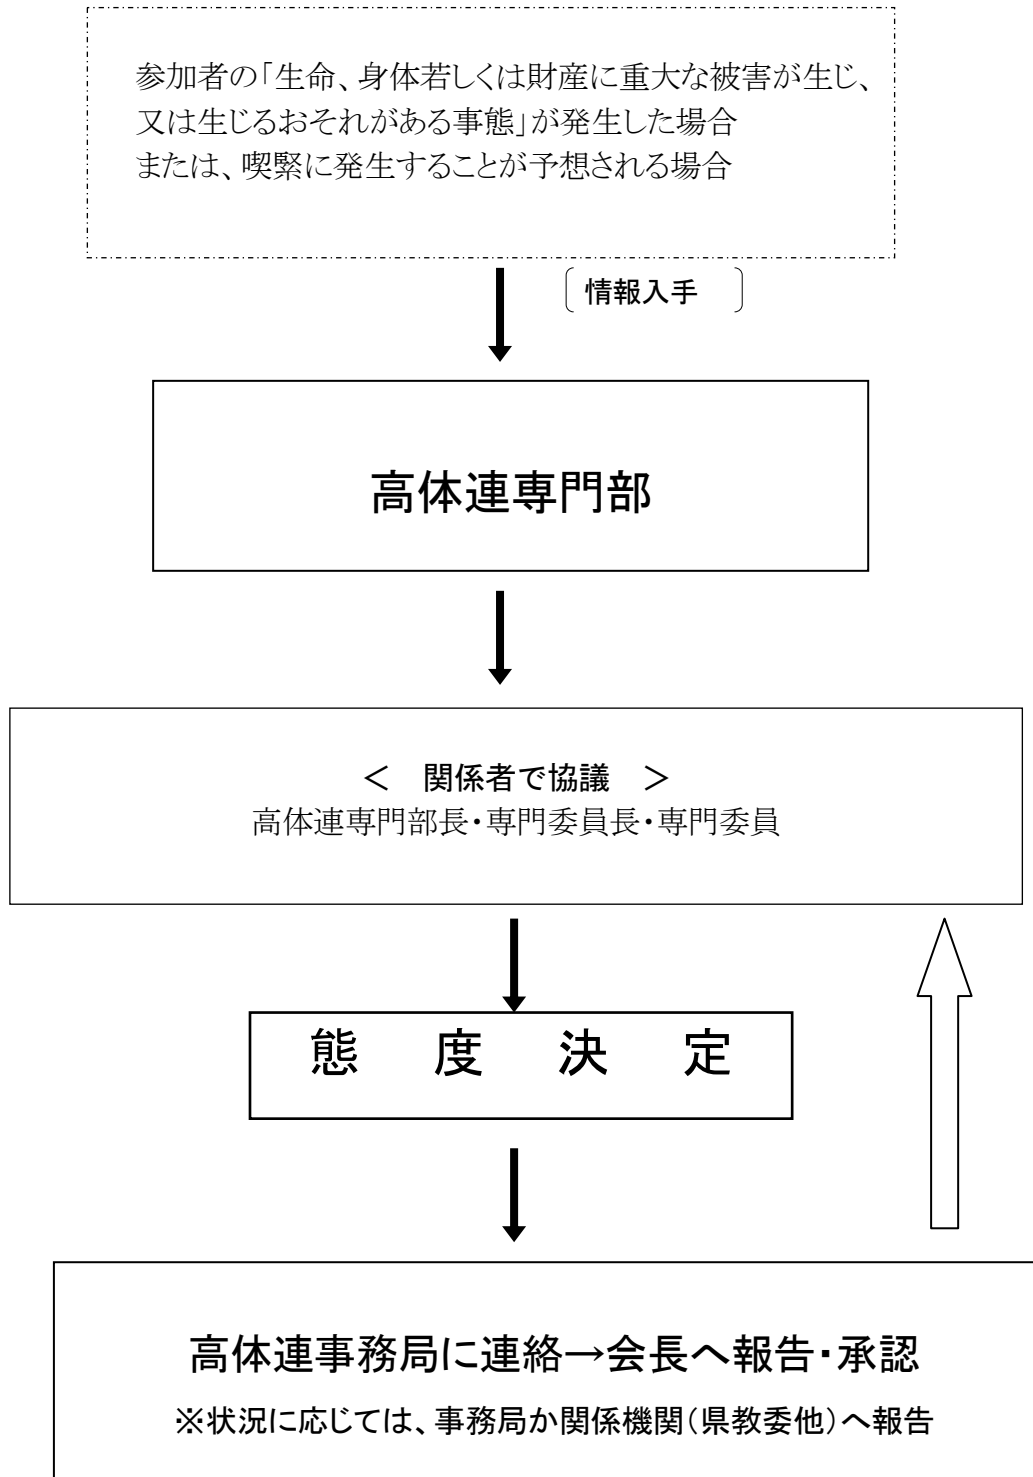 参加者の「生命、身体若しくは財産に重大な被害が生じ、
又は生じるおそれがある事態」が発生した場合
または、喫緊に発生することが予想される場合
情報入手
高体連専門部
＜　関係者で協議　＞
高体連専門部長・専門委員長・専門委員
態　度　決　定
高体連事務局に連絡→会長へ報告・承認
※状況に応じては、事務局か関係機関（県教委他）へ報告